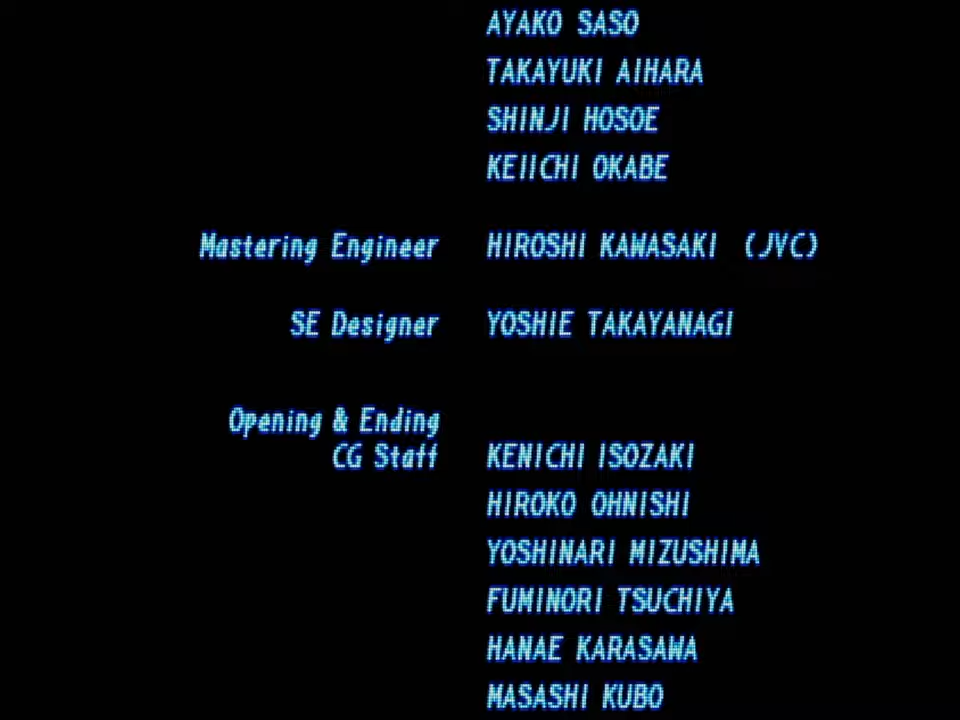 AYAKO SASO
TAKAYUKI AIHARA
SHINJI HOSOE
KEIICHI OKABE
Mastering Engineer HIROSHI KAWASAKI (JVC)
SE Designer YOSHIE TAKAYANAGI
Opening & Ending
CG Staff KENICHI ISOZAKI
HIROKO OHNISHI
YOSHINARI MIZUSHIMA
FUMINORI TSUCHIYA
HANAE KARASAWA
MASASHI KUBO